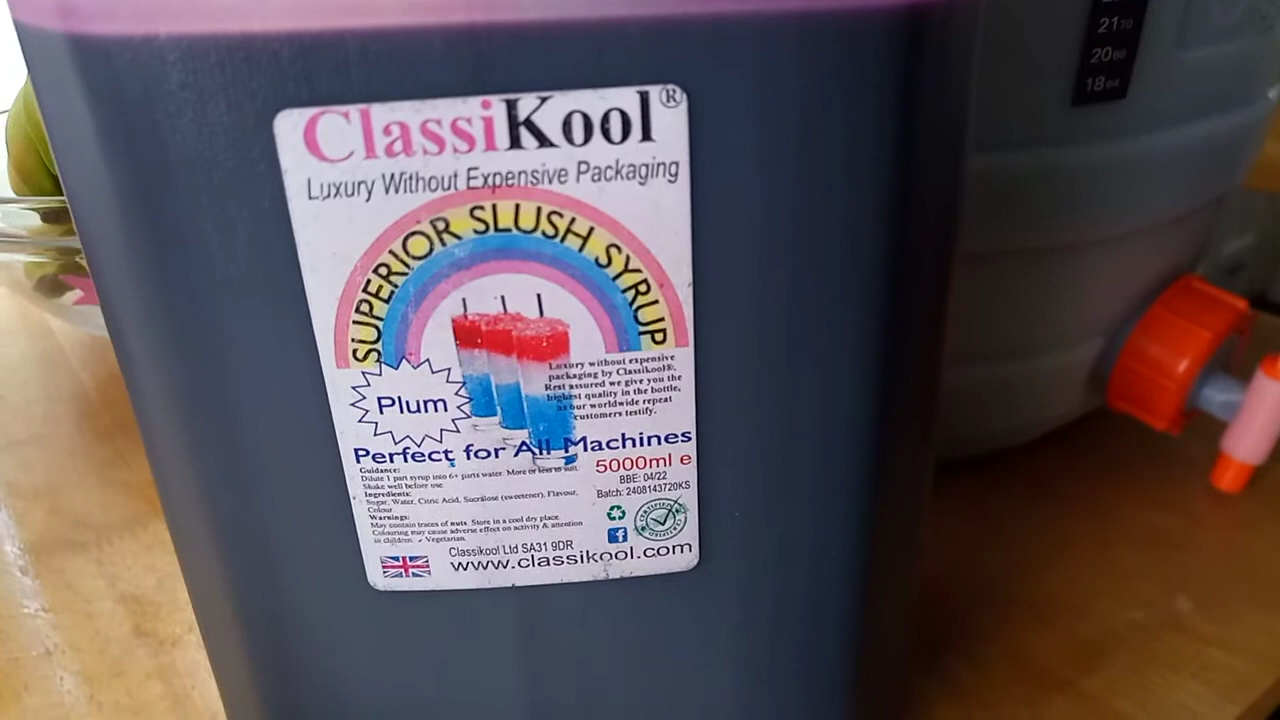 ClassiKool®
Luxury Without Expensive Packaging
SUPERIOR SLUSH SYRUP
Plum
Luxury without expensive
packaging by Classikool®.
Rest assured we give you the
highest quality in the bottle,
as our worldwide repeat
customers testify.
Perfect for All Machines
Guidance:
Dilute 1 part syrup into 6+ parts water. More or less to suit.
Shake well before use
Ingredients:
Sugar, Water, Citric Acid, Sucralose (sweetener), Flavour,
Colour.
Warnings:
May contain traces of nuts. Store in a cool dry place.
Colouring may cause adverse effect on activity & attention
in children. ✓ Vegetarian.
5000ml e
BBE: 04/22
Batch: 2408143720KS
CERTIFIED
CERTIFIED
Classikool Ltd SA31 9DR
www.classikool.com
21 70
20 68
18 64